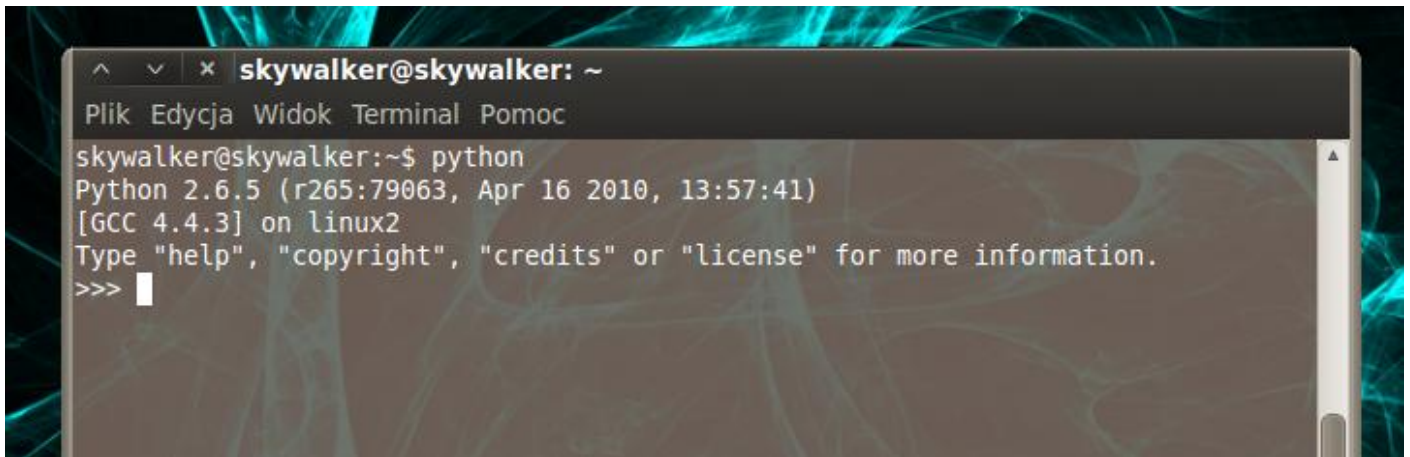 skywalker@skywalker: ~
Plik Edycja Widok Terminal Pomoc
skywalker@skywalker:~$ python
Python 2.6.5 (r265:79063, Apr 16 2010, 13:57:41)
[GCC 4.4.3] on linux2
Type "help", "copyright", "credits" or "license" for more information.
>>>